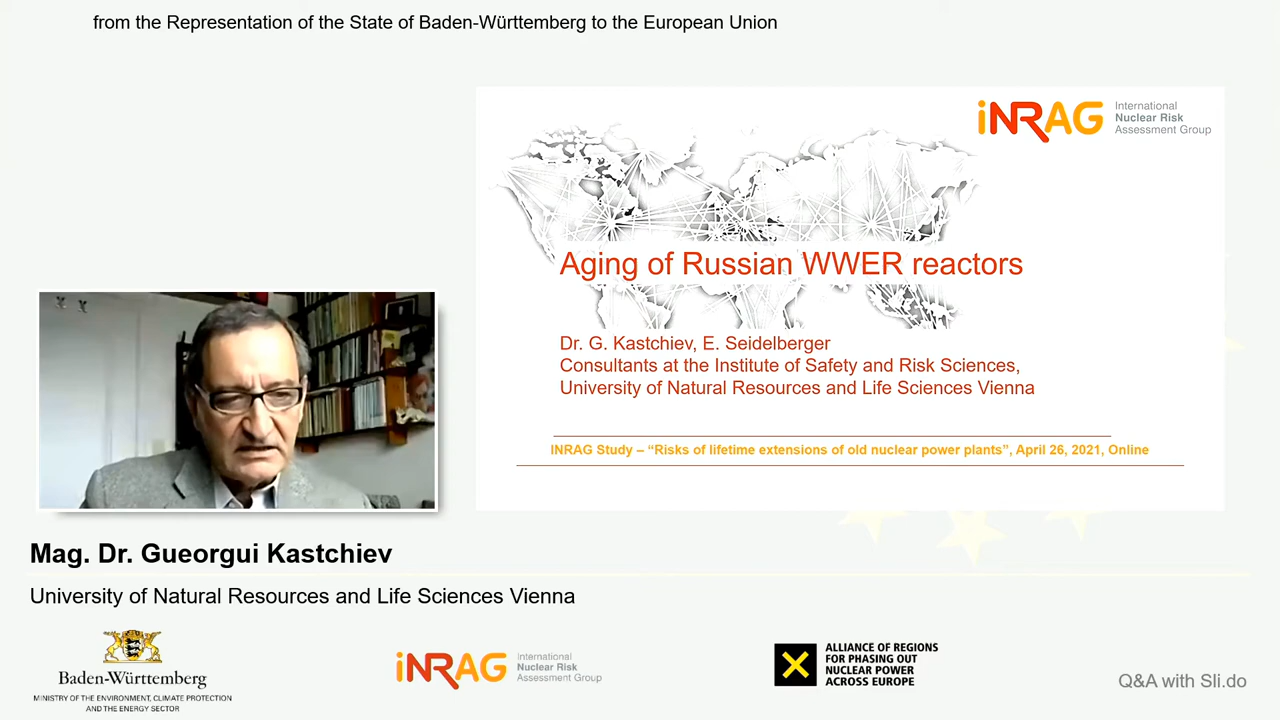 from the Representation of the State of Baden-Württemberg to the European Union
iNRAG
International
Nuclear Risk
Assessment Group
Aging of Russian WWER reactors
Dr. G. Kastchiev, E. Seidelberger
Consultants at the Institute of Safety and Risk Sciences,
University of Natural Resources and Life Sciences Vienna
INRAG Study – “Risks of lifetime extensions of old nuclear power plants”, April 26, 2021, Online
Mag. Dr. Gueorgui Kastchiev
University of Natural Resources and Life Sciences Vienna
Baden-Württemberg
MINISTRY OF THE ENVIRONMENT, CLIMATE PROTECTION
AND THE ENERGY SECTOR
iNRAG
International
Nuclear Risk
Assessment Group
ALLIANCE OF REGIONS
FOR PHASING OUT
NUCLEAR POWER
ACROSS EUROPE
Q&A with Sli.do